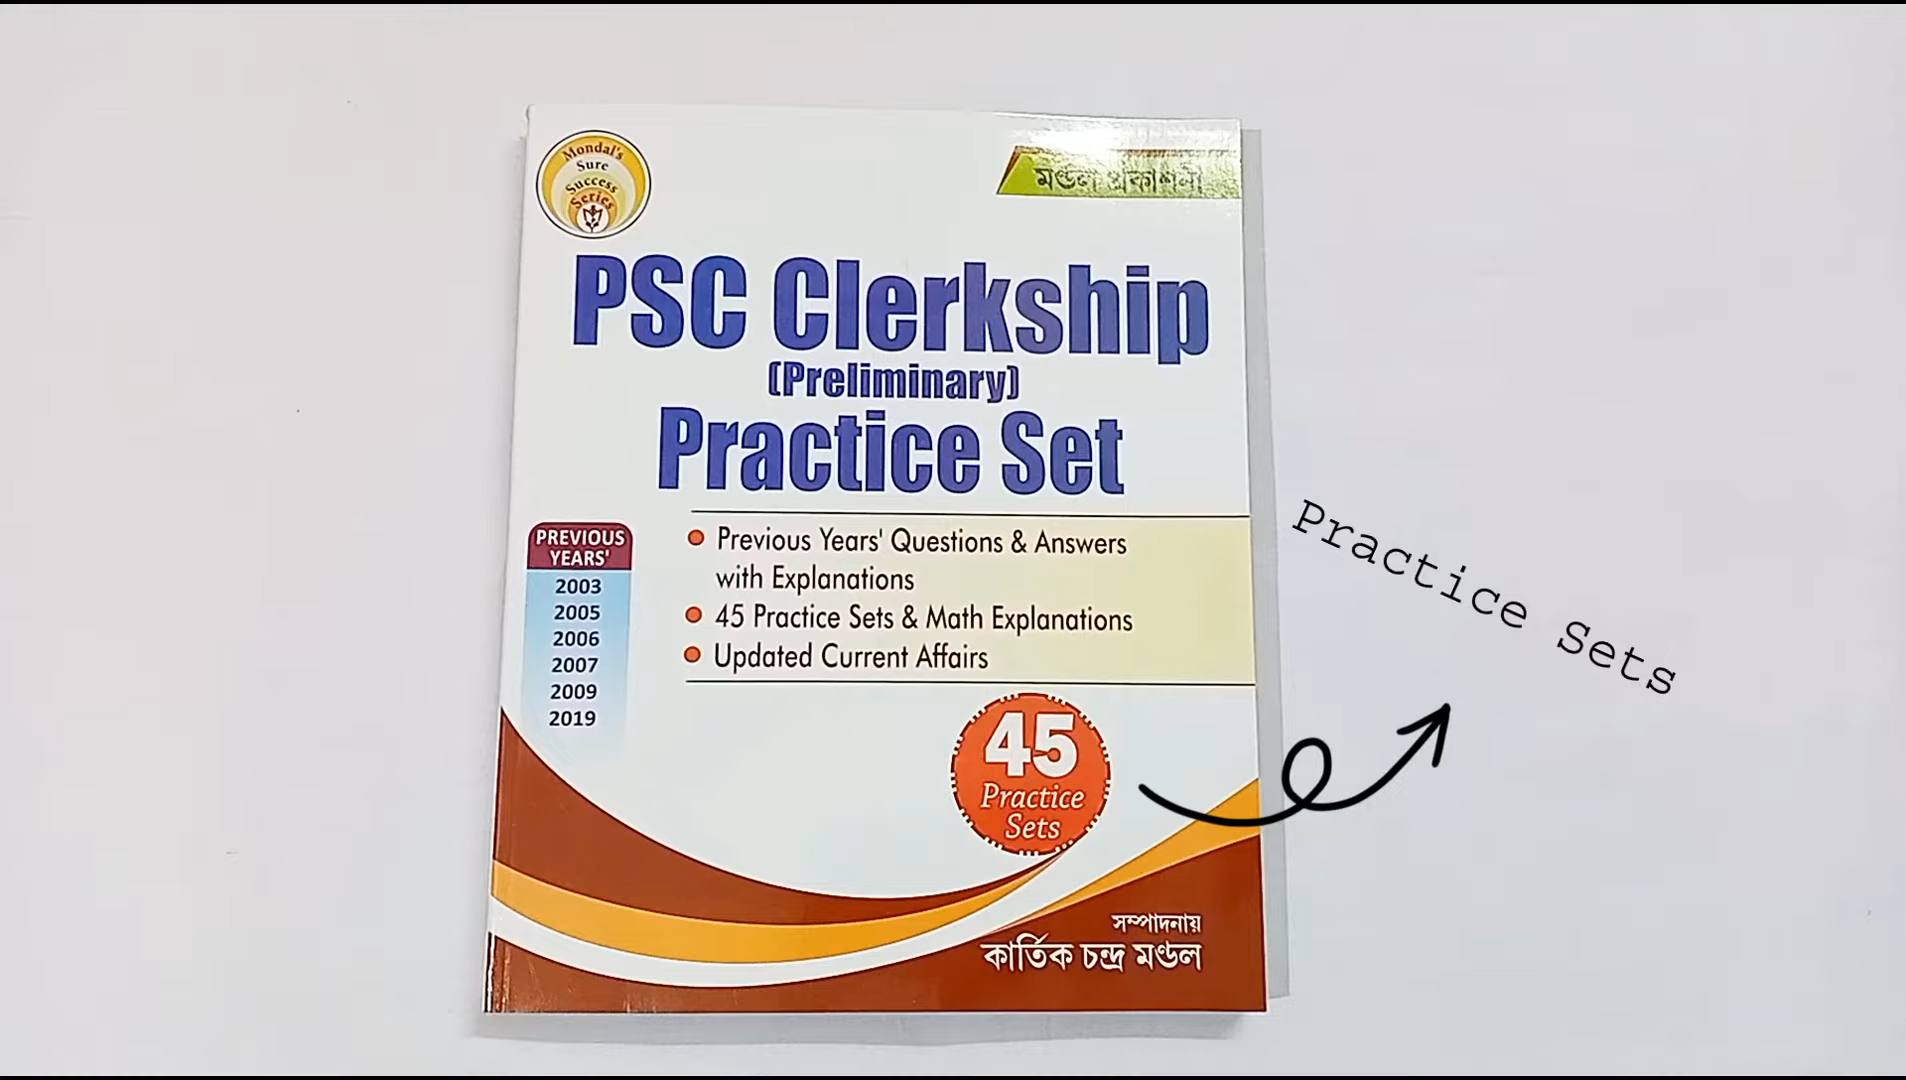 Mondal's
Sure
Success
Series
মণ্ডল প্রকাশনী
PSC Clerkship
(Preliminary)
Practice Set
PREVIOUS
YEARS'
2003
2005
2006
2007
2009
2019
Previous Years' Questions & Answers
with Explanations
45 Practice Sets & Math Explanations
Updated Current Affairs
45
Practice
Sets
Practice Sets
সম্পাদনায়
কার্তিক চন্দ্র মণ্ডল